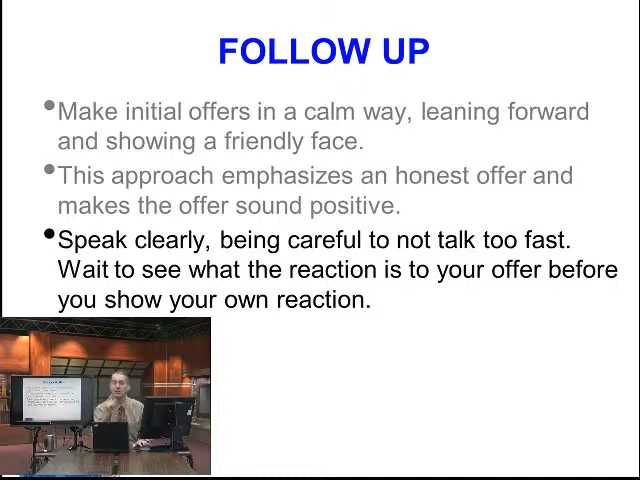 FOLLOW UP
•Make initial offers in a calm way, leaning forward
and showing a friendly face.
•This approach emphasizes an honest offer and
makes the offer sound positive.
•Speak clearly, being careful to not talk too fast.
Wait to see what the reaction is to your offer before
you show your own reaction.
FOLLOW UP